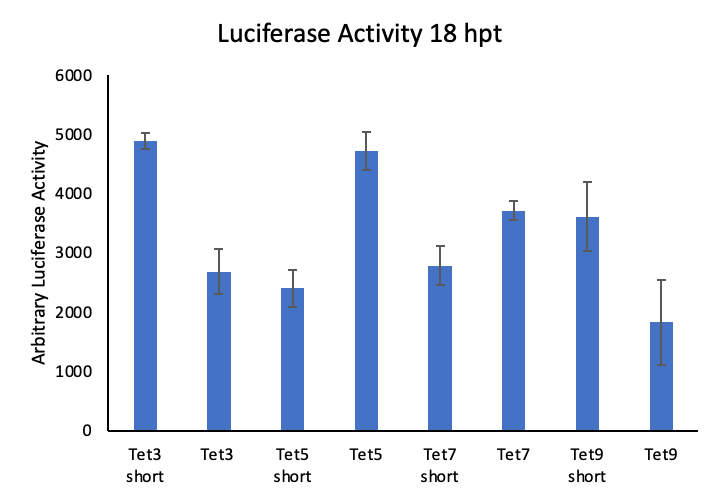 Luciferase Activity 18 hpt
Arbitrary Luciferase Activity
6000
5000
4000
3000
2000
1000
0
Tet3 short
Tet3
Tet5 short
Tet5
Tet7 short
Tet7
Tet9 short
Tet9